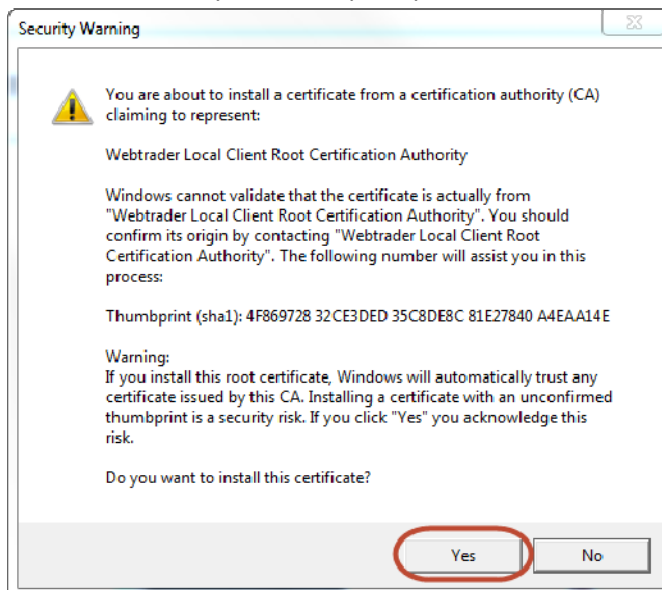 Security Warning
You are about to install a certificate from a certification authority (CA)
claiming to represent:
Webtrader Local Client Root Certification Authority
Windows cannot validate that the certificate is actually from
"Webtrader Local Client Root Certification Authority". You should
confirm its origin by contacting "Webtrader Local Client Root
Certification Authority". The following number will assist you in this
process:
Thumbprint (sha1): 4F869728 32CE3DED 35C8DE8C 81E27840 A4EAA14E
Warning:
If you install this root certificate, Windows will automatically trust any
certificate issued by this CA. Installing a certificate with an unconfirmed
thumbprint is a security risk. If you click "Yes" you acknowledge this
risk.
Do you want to install this certificate?
Yes No